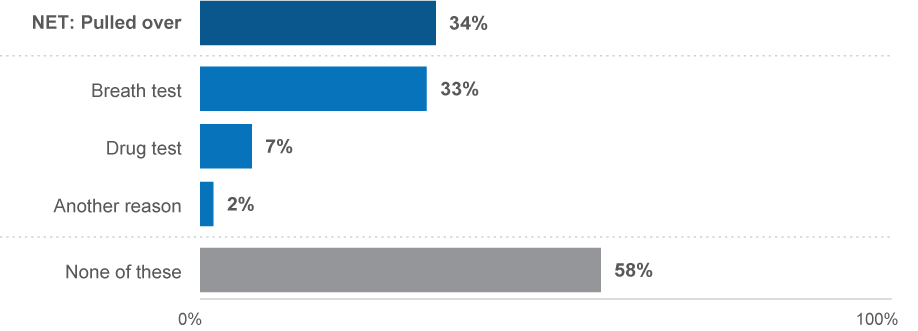 NET: Pulled over 34%
Breath test 33%
Drug test 7%
Another reason 2%
None of these 58%
0% 100%